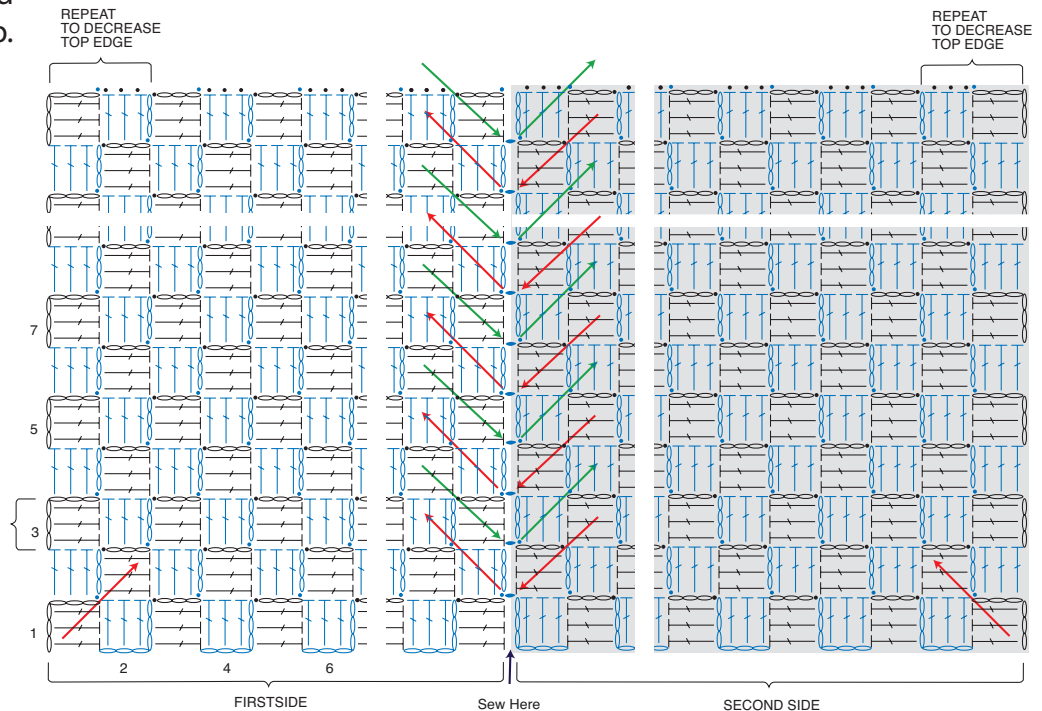 REPEAT
TO DECREASE
TOP EDGE
REPEAT
TO DECREASE
TOP EDGE
7
5
3
1
2 4 6
FIRSTSIDE
Sew Here
SECOND SIDE